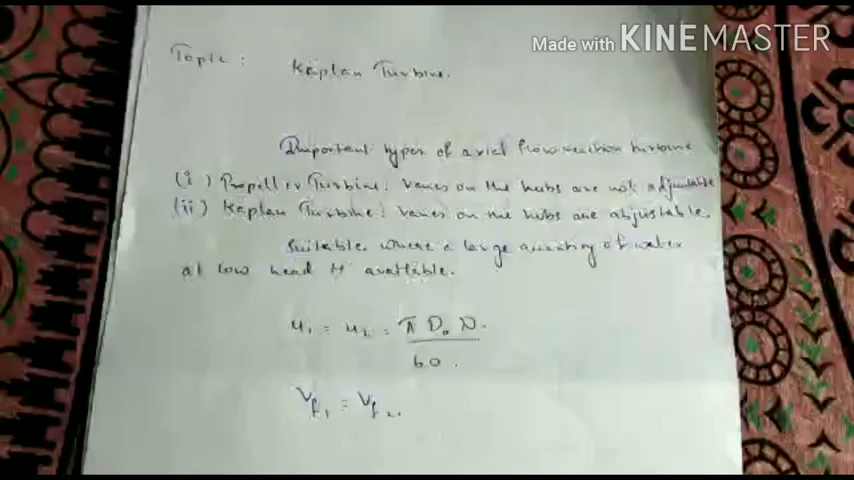 Made with KINEMASTER
Topic : Kaplan Turbine.
Important types of axial flow reaction turbine
(i) Propeller Turbine: vanes on the hubs are not adjustable
(ii) Kaplan Turbine: vanes on the hubs are abjustable.
Suitable where a large quantity of water
at low head is available.
u₁ = u₂ = π D₀ N.
60.
Vf₁ = Vf₂.